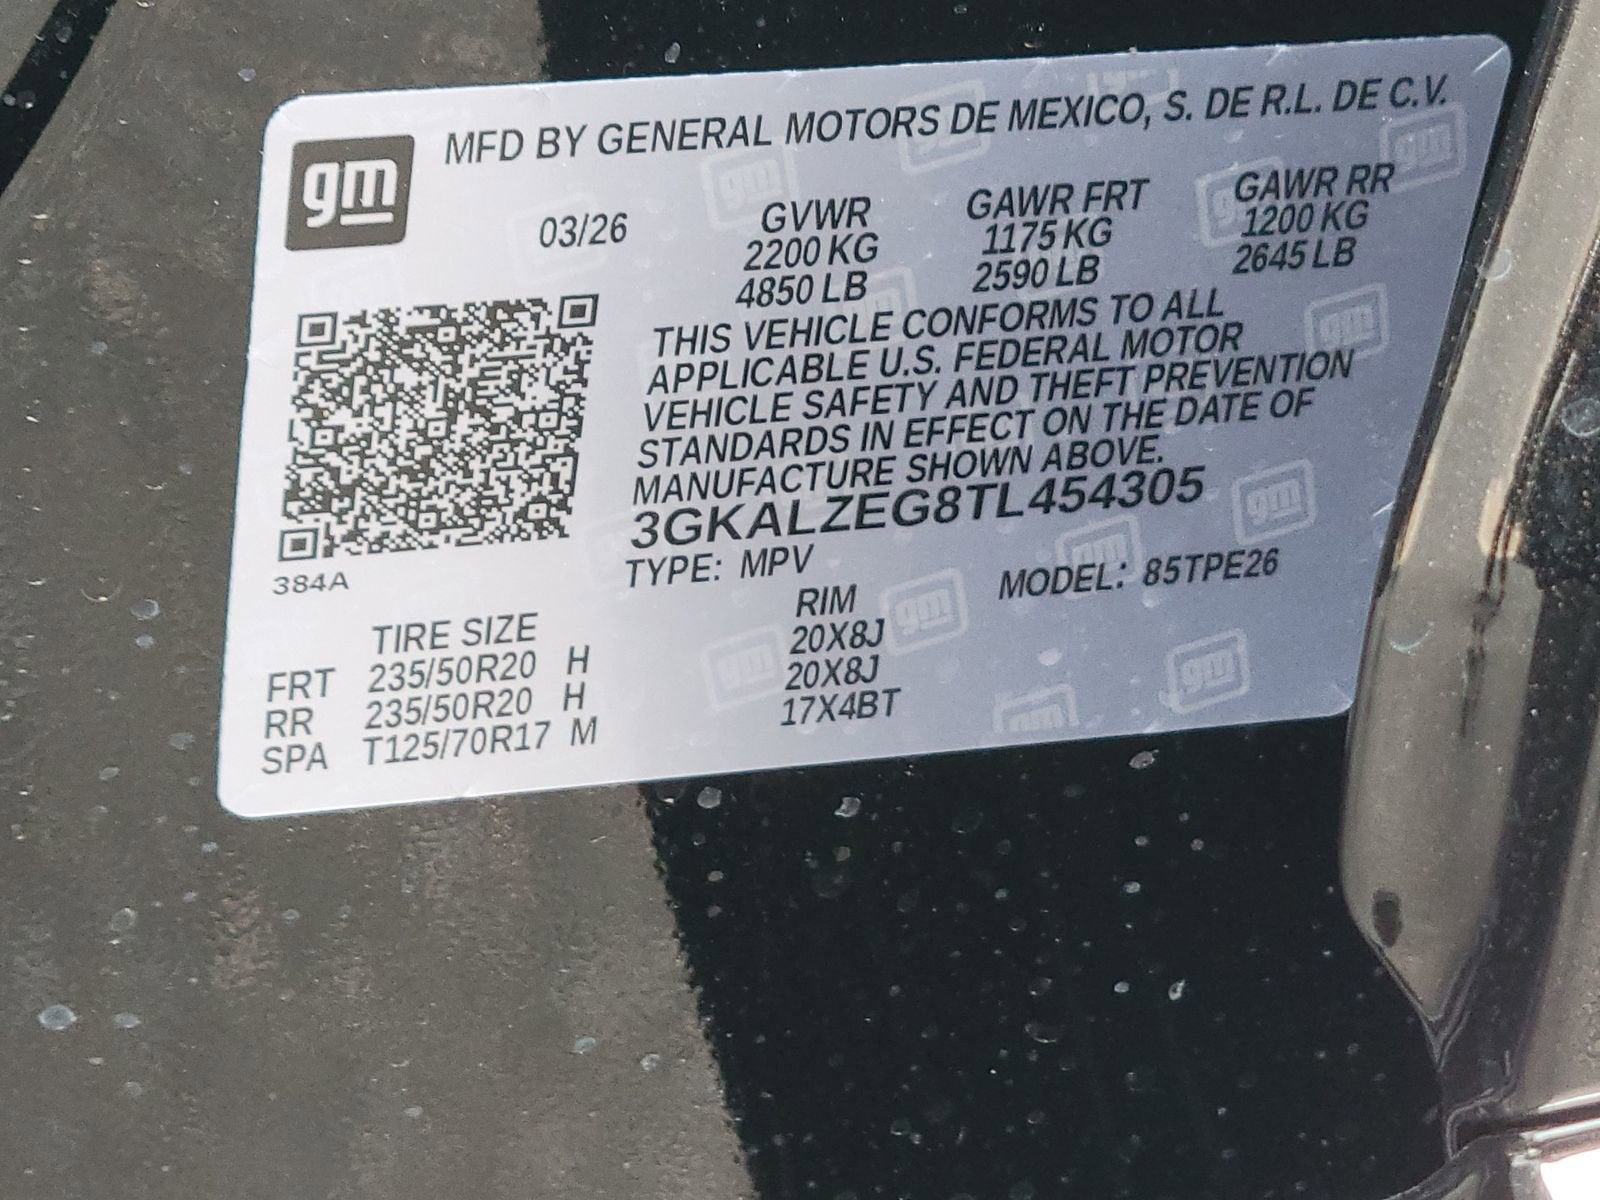 gm
MFD BY GENERAL MOTORS DE MEXICO, S. DE R.L. DE C.V.
03/26 GVWR GAWR FRT GAWR RR
2200 KG 1175 KG 1200 KG
4850 LB 2590 LB 2645 LB
THIS VEHICLE CONFORMS TO ALL
APPLICABLE U.S. FEDERAL MOTOR
VEHICLE SAFETY AND THEFT PREVENTION
STANDARDS IN EFFECT ON THE DATE OF
MANUFACTURE SHOWN ABOVE.
3GKALZEG8TL454305
TYPE: MPV MODEL: 85TPE26
384A
TIRE SIZE RIM
FRT 235/50R20 H 20X8J
RR 235/50R20 H 20X8J
SPA T125/70R17 M 17X4BT